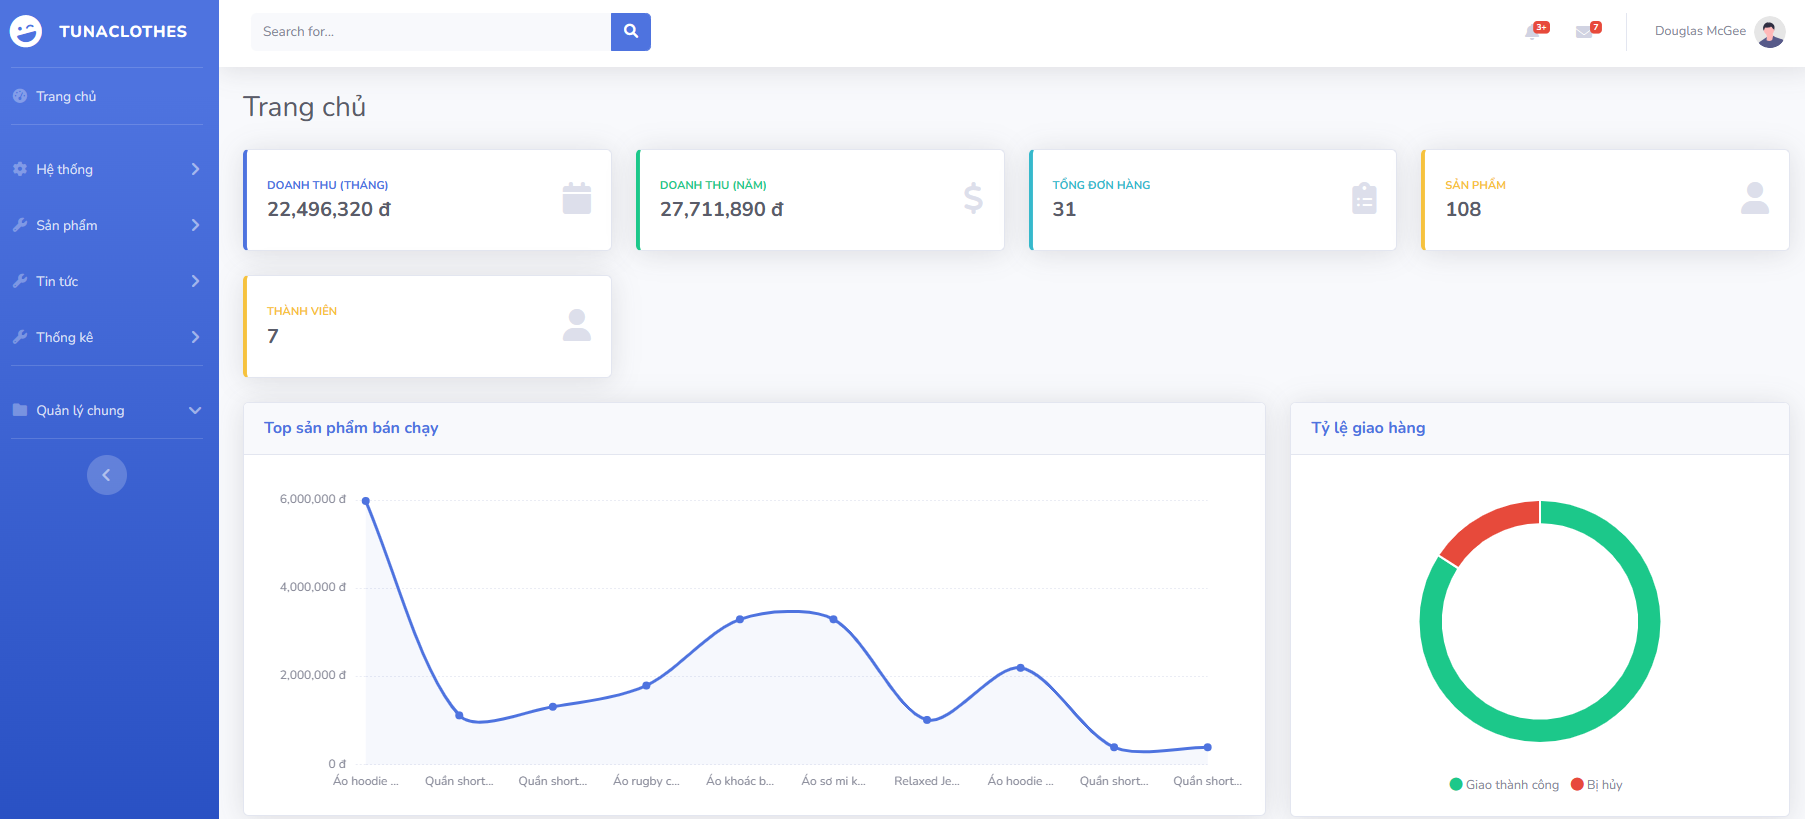 TUNACLOTHES
Search for...
3+
7
Douglas McGee
Trang chủ
Hệ thống
Sản phẩm
Tin tức
Thống kê
Quản lý chung
Trang chủ
DOANH THU (THÁNG)
22,496,320 đ
DOANH THU (NĂM)
27,711,890 đ
TỔNG ĐƠN HÀNG
31
SẢN PHẨM
108
THÀNH VIÊN
7
Top sản phẩm bán chạy
6,000,000 đ
4,000,000 đ
2,000,000 đ
0 đ
Áo hoodie ...
Quần short...
Quần short...
Áo rugby c...
Áo khoác b...
Áo sơ mi k...
Relaxed Je...
Áo hoodie ...
Quần short...
Quần short...
Tỷ lệ giao hàng
Giao thành công
Bị hủy